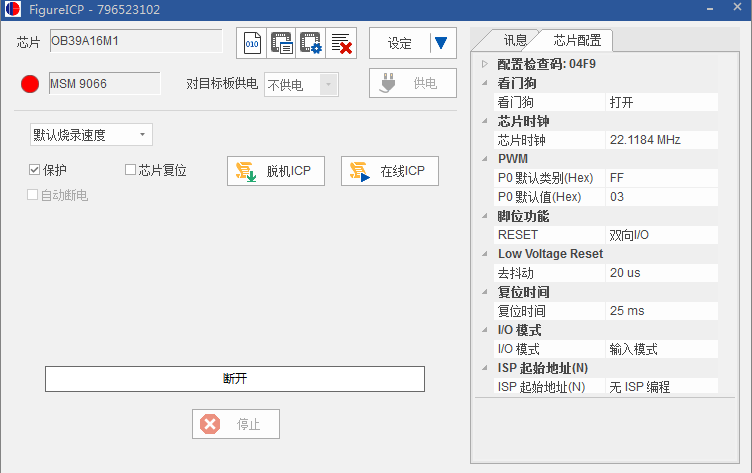 FigureICP - 796523102
芯片 OB39A16M1 010 设定
MSM 9066 对目标板供电 不供电 供电
默认烧录速度
保护 芯片复位 脱机ICP 在线ICP
自动断电
断开
停止
讯息 芯片配置
配置检查码: 04F9
看门狗
看门狗 打开
芯片时钟
芯片时钟 22.1184 MHz
PWM
P0 默认类别(Hex) FF
P0 默认值(Hex) 03
脚位功能
RESET 双向I/O
Low Voltage Reset
去抖动 20 us
复位时间
复位时间 25 ms
I/O 模式
I/O 模式 输入模式
ISP 起始地址(N)
ISP 起始地址(N) 无 ISP 编程